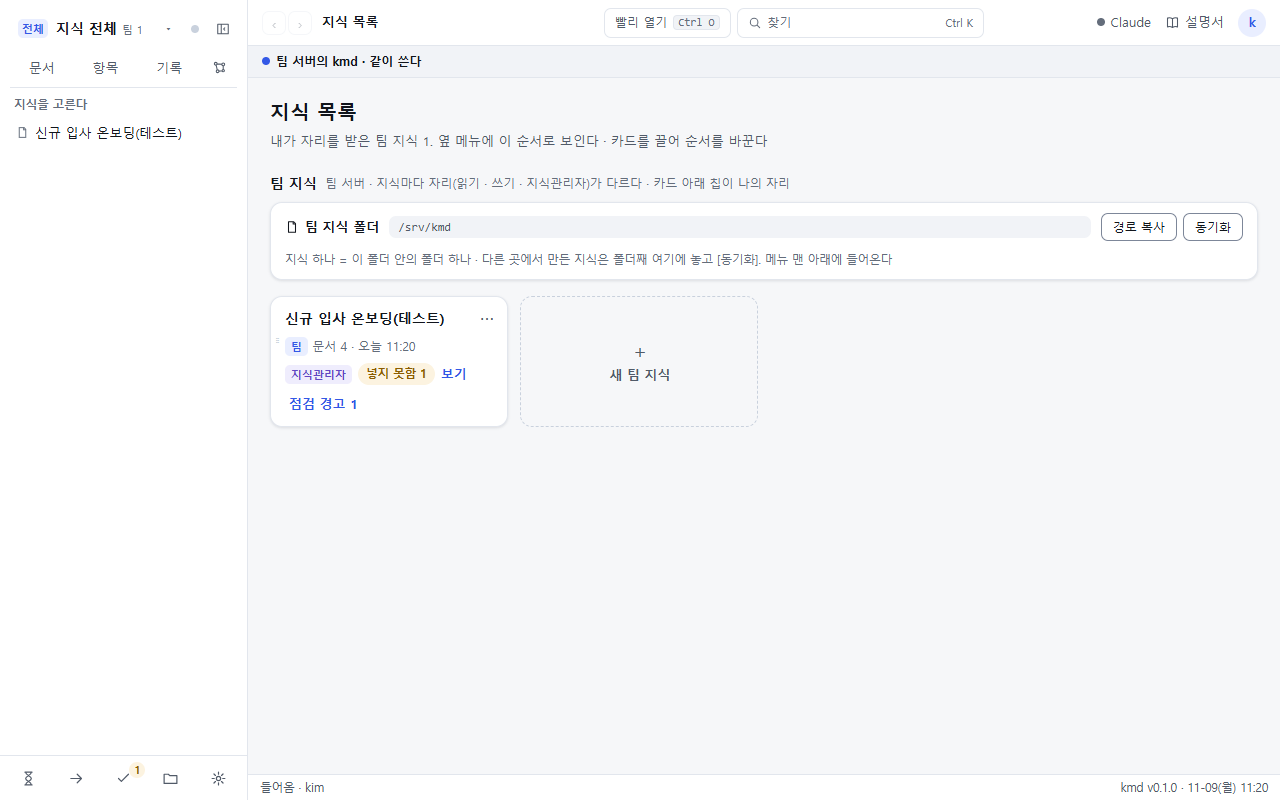 전체 지식 전체 팀 1
문서 항목 기록
지식을 고른다
신규 입사 온보딩(테스트)
1
지식 목록
빨리 열기 Ctrl O
찾기 Ctrl K
Claude 설명서 k
팀 서버의 kmd · 같이 쓴다
지식 목록
내가 자리를 받은 팀 지식 1. 옆 메뉴에 이 순서로 보인다 · 카드를 끌어 순서를 바꾼다
팀 지식 팀 서버 · 지식마다 자리(읽기 · 쓰기 · 지식관리자)가 다르다 · 카드 아래 칩이 나의 자리
팀 지식 폴더 /srv/kmd 경로 복사 동기화
지식 하나 = 이 폴더 안의 폴더 하나 · 다른 곳에서 만든 지식은 폴더째 여기에 놓고 [동기화]. 메뉴 맨 아래에 들어온다
신규 입사 온보딩(테스트) ···
팀 문서 4 · 오늘 11:20
지식관리자 넣지 못함 1 보기
점검 경고 1
+
새 팀 지식
들어옴 · kim
kmd v0.1.0 · 11-09(월) 11:20